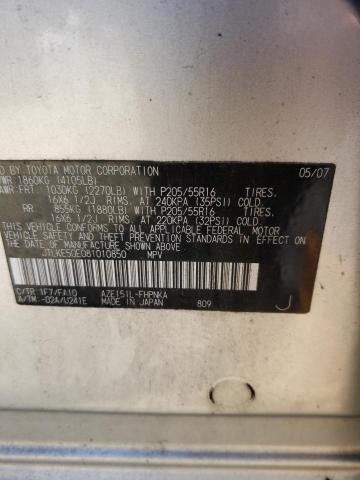 D BY TOYOTA MOTOR CORPORATION 05/07
WR: 1860KG (4105LB)
AWR: FRT 1030KG (2270LB) WITH P205/55R16 TIRES.
16X6 1/2J RIMS. AT 240KPA (35PSI) COLD.
RR 855KG (1880LB) WITH P205/55R16 TIRES.
16X6 1/2J RIMS. AT 220KPA (32PSI) COLD.
VEHICLE CONFORMS TO ALL APPLICABLE FEDERAL MOTOR
VEHICLE SAFETY, BUMPER, AND THEFT PREVENTION STANDARDS
IN EFFECT ON THE DATE OF MANUFACTURE SHOWN ABOVE.
JTLKE50E081010850 MPV
C/TR: 1F7/FA10 AZE151L-FHPNKA
A/TM: -02A/U241E MADE IN JAPAN 809 J